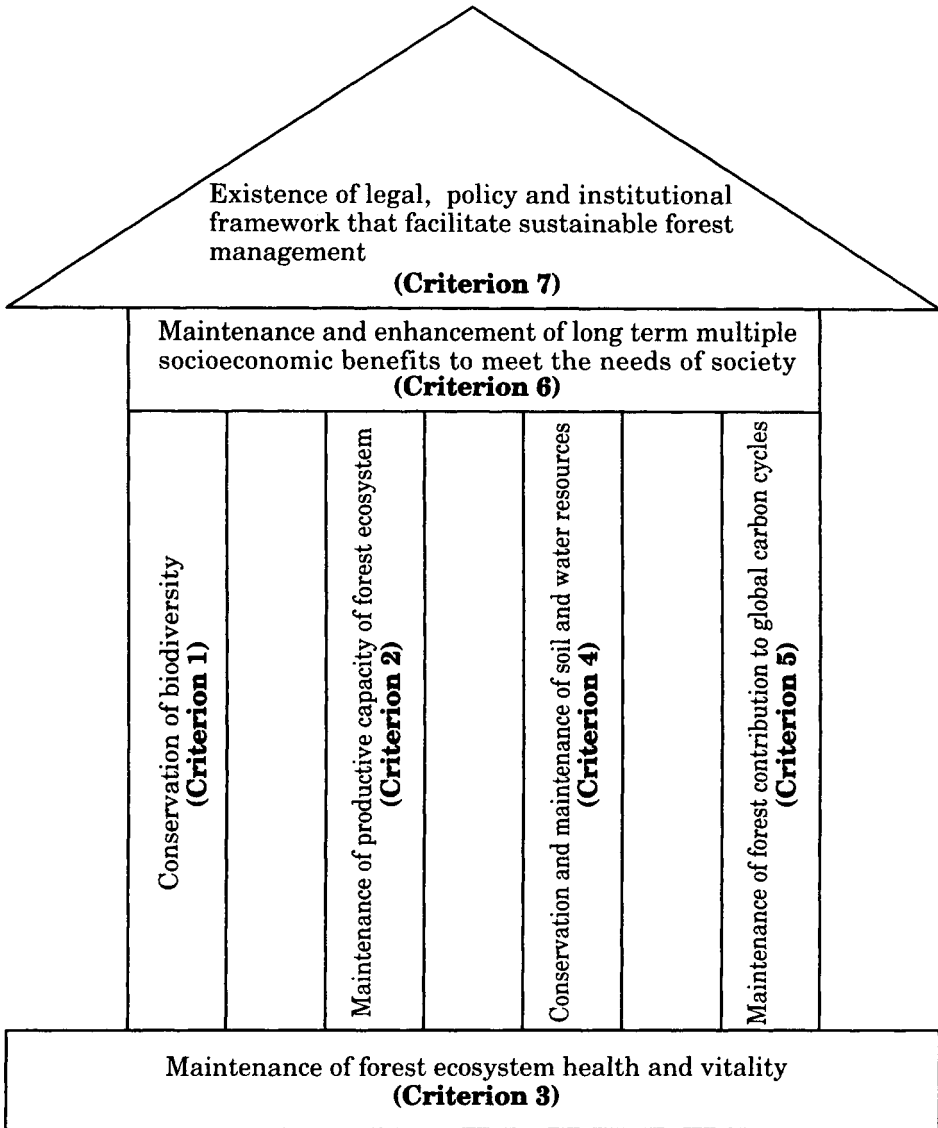 Existence of legal, policy and institutional
framework that facilitate sustainable forest
management
(Criterion 7)
Maintenance and enhancement of long term multiple
socioeconomic benefits to meet the needs of society
(Criterion 6)
Conservation of biodiversity
(Criterion 1)
Maintenance of productive capacity of forest ecosystem
(Criterion 2)
Conservation and maintenance of soil and water resources
(Criterion 4)
Maintenance of forest contribution to global carbon cycles
(Criterion 5)
Maintenance of forest ecosystem health and vitality
(Criterion 3)